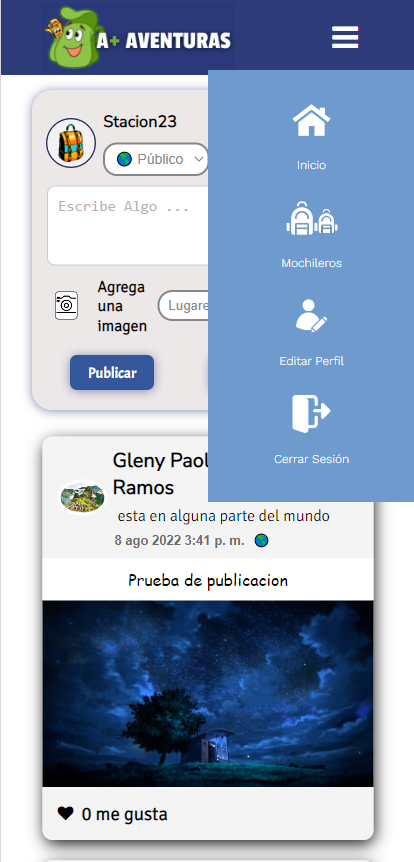 A+ AVENTURAS
Stacion23
Público
Escribe Algo ...
Agrega
una
imagen
Lugare
Publicar
Inicio
Mochileros
Editar Perfil
Cerrar Sesión
Gleny Paol
Ramos
esta en alguna parte del mundo
8 ago 2022 3:41 p. m.
Prueba de publicacion
0 me gusta